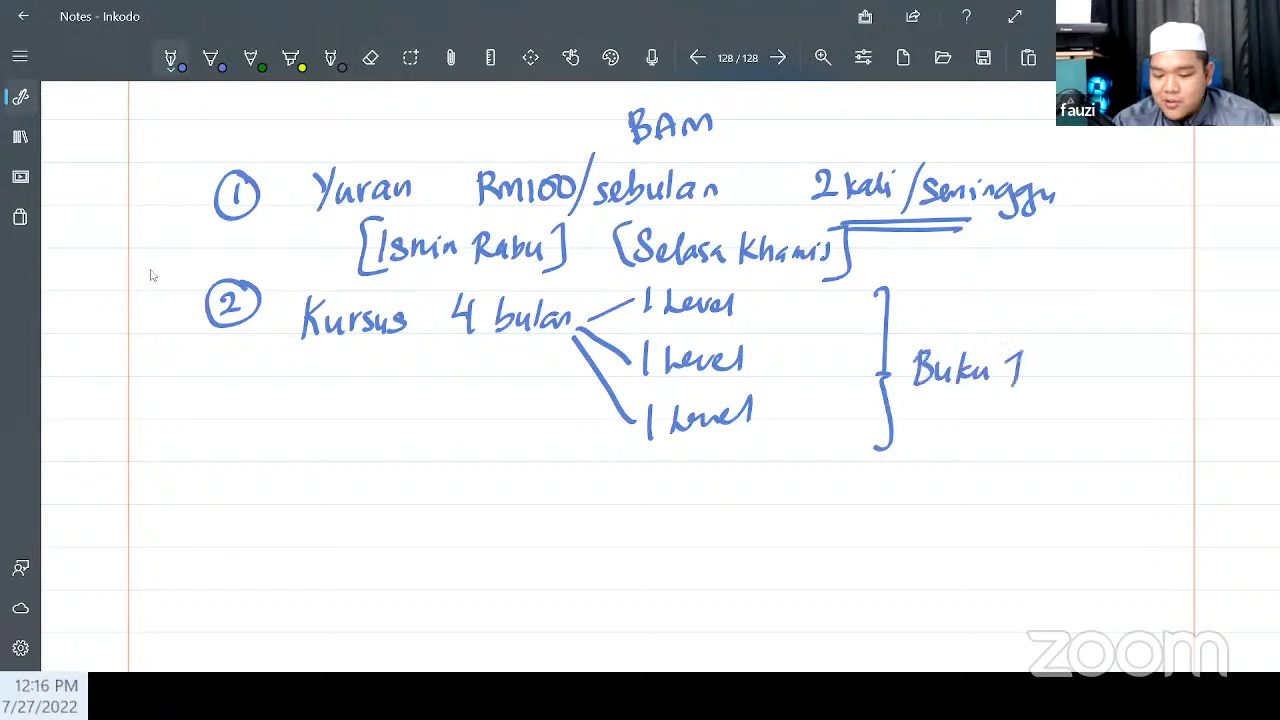 Notes - Inkodo
128 / 128
fauzi
BAM
1 Yuran RM100/sebulan 2 kali/seminggu
[Isnin Rabu] [Selasa Khamis]
2 Kursus 4 bulan 1 Level
1 Level
1 Level
Buku 1
zoom
12:16 PM
7/27/2022